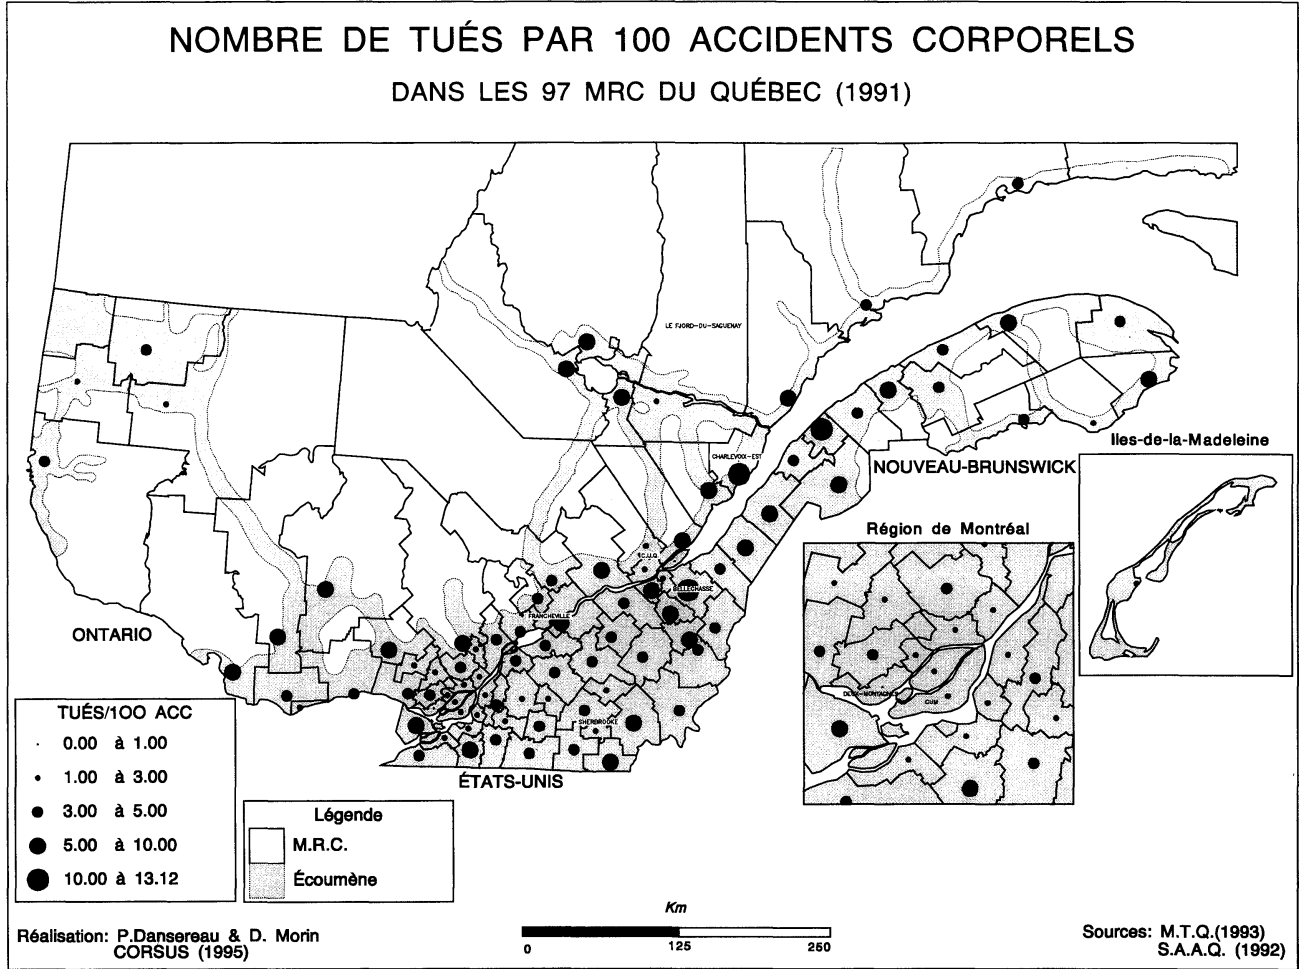 NOMBRE DE TUÉS PAR 100 ACCIDENTS CORPORELS
DANS LES 97 MRC DU QUÉBEC (1991)
LE FJORD-DU-SAGUENAY
CHARLEVOIX-EST
Iles-de-la-Madeleine
NOUVEAU-BRUNSWICK
Région de Montréal
C.U.Q
BELLECHASSE
FRANCHEVILLE
ONTARIO
SHERBROOKE
DEUX-MONTAGNES
CUM
ÉTATS-UNIS
TUÉS/100 ACC
0.00 à 1.00
1.00 à 3.00
3.00 à 5.00
5.00 à 10.00
10.00 à 13.12
Légende
M.R.C.
Écoumène
Km
0 125 260
Réalisation: P.Dansereau & D. Morin
CORSUS (1995)
Sources: M.T.Q.(1993)
S.A.A.Q. (1992)